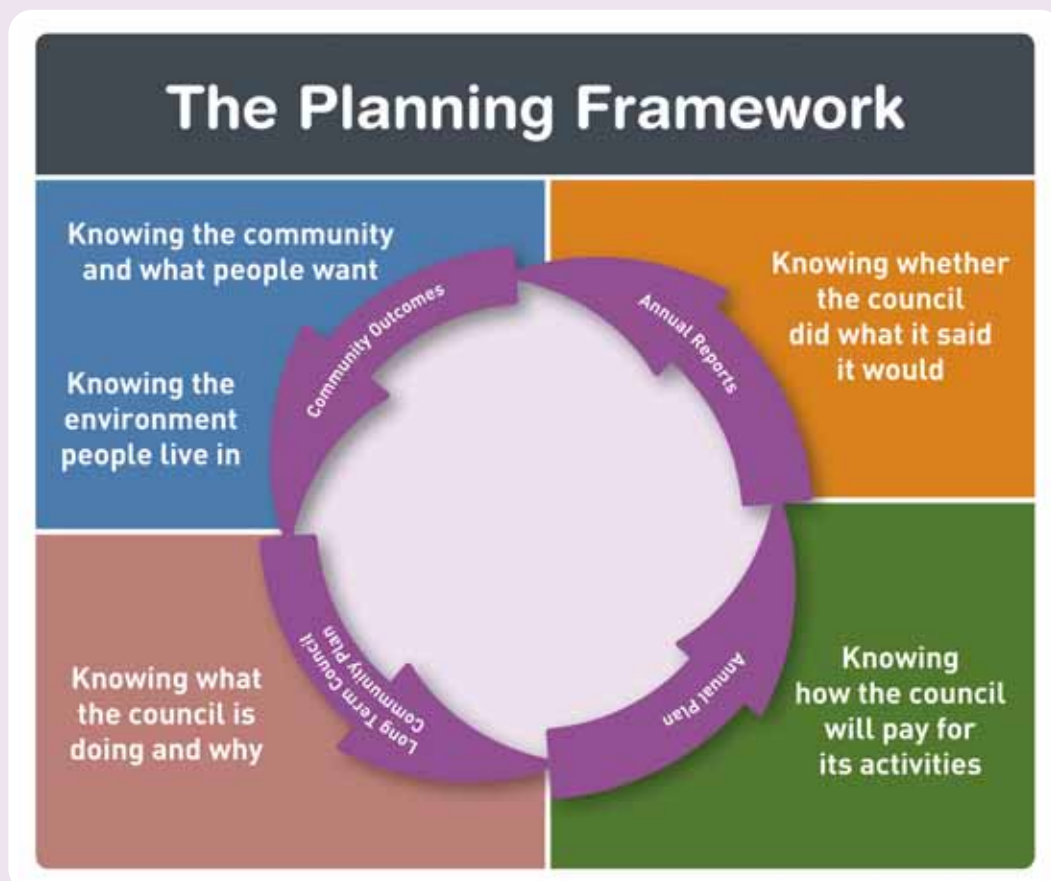 The Planning Framework
Knowing the community
and what people want
Knowing the
environment
people live in
Community Outcomes
Annual Reports
Knowing whether
the council
did what it said
it would
Knowing what
the council is
doing and why
Long Term Council
Community Plan
Annual Plan
Knowing
how the council
will pay for
its activities